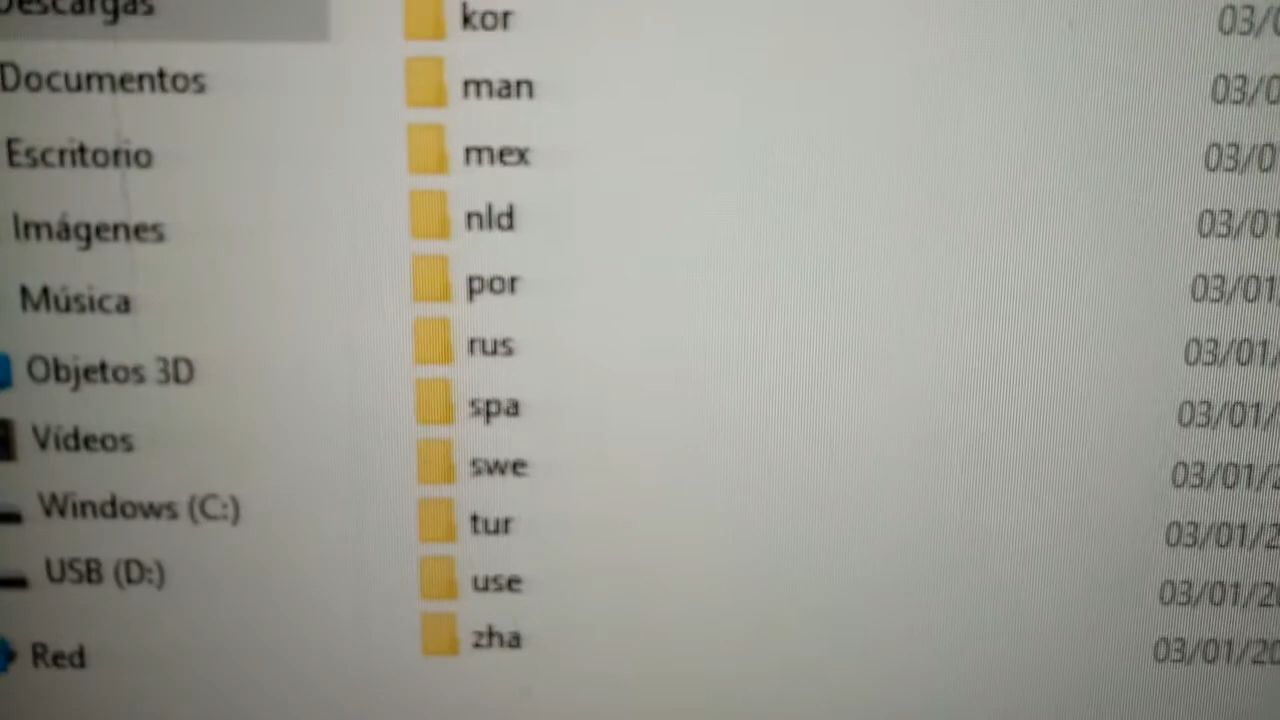 Descargas
Documentos
Escritorio
Imágenes
Música
Objetos 3D
Vídeos
Windows (C:)
USB (D:)
Red
kor
man
mex
nld
por
rus
spa
swe
tur
use
zha
03/0
03/0
03/0
03/01
03/01
03/01/
03/01/
03/01/2
03/01/2
03/01/20
03/01/20